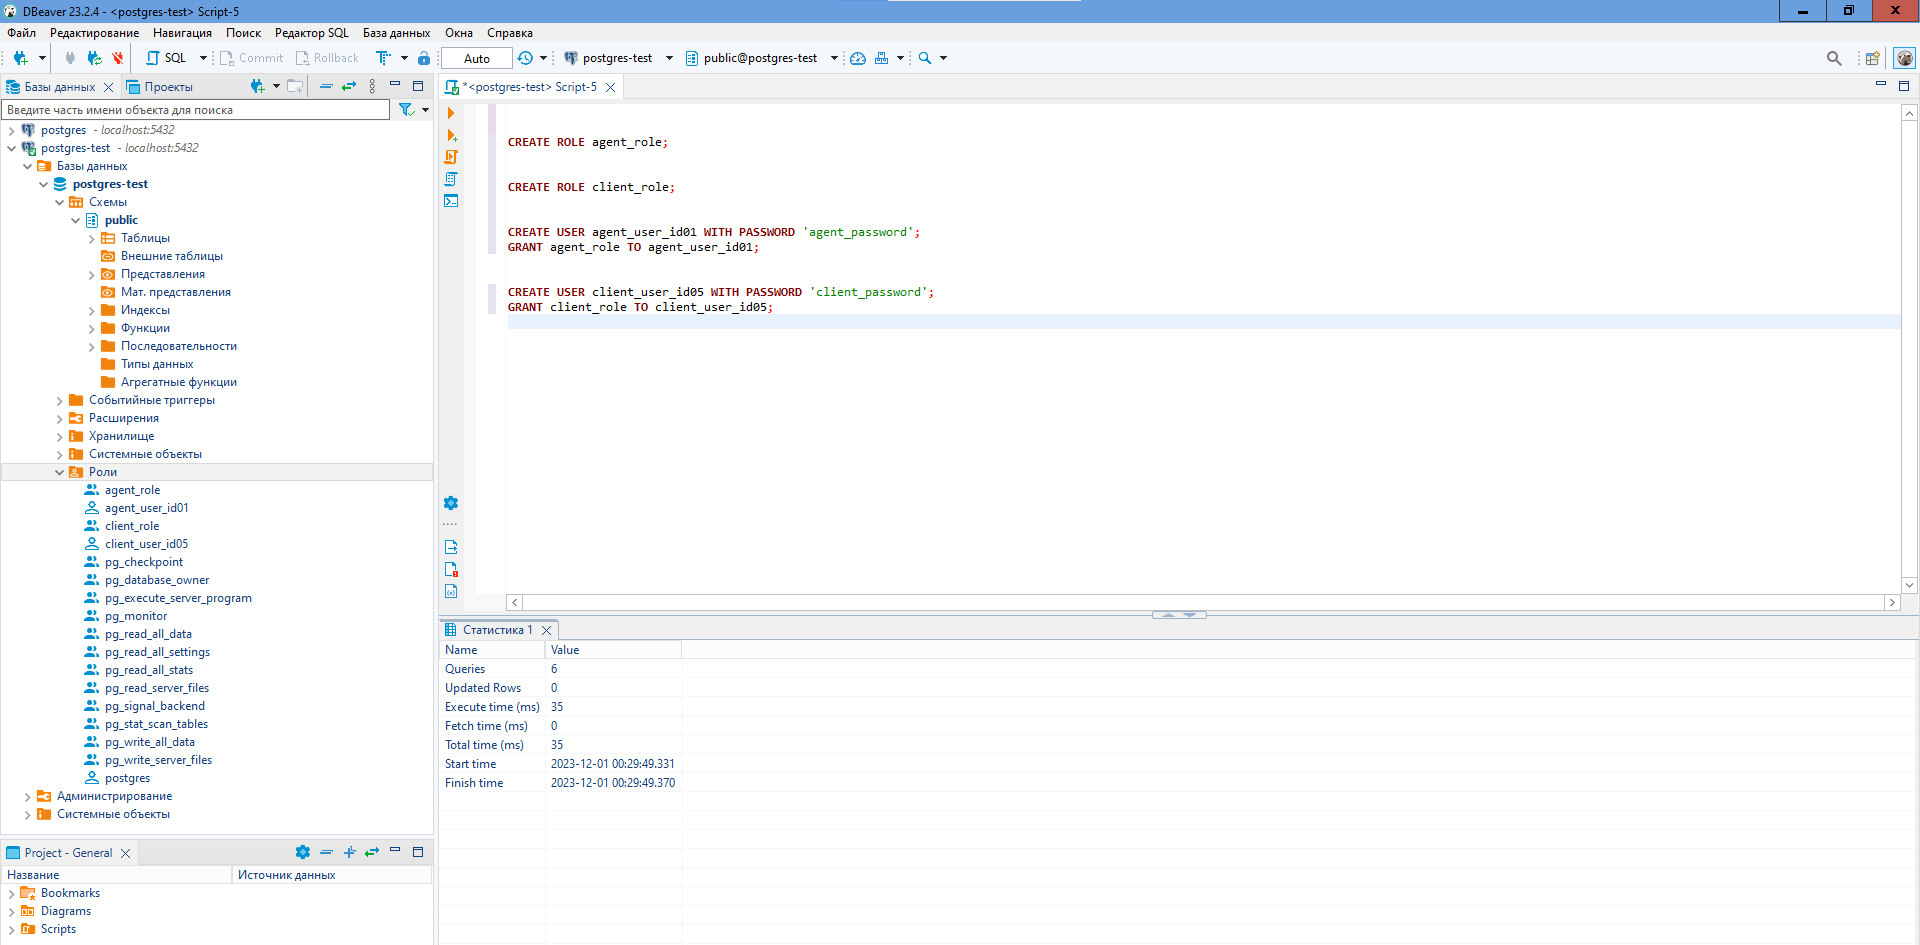 DBeaver 23.2.4 - <postgres-test> Script-5
Файл Редактирование Навигация Поиск Редактор SQL База данных Окна Справка
SQL Commit Rollback Auto postgres-test public@postgres-test
Базы данных Проекты
Введите часть имени объекта для поиска
postgres - localhost:5432
postgres-test - localhost:5432
Базы данных
postgres-test
Схемы
public
Таблицы
Внешние таблицы
Представления
Мат. представления
Индексы
Функции
Последовательности
Типы данных
Агрегатные функции
Событийные триггеры
Расширения
Хранилище
Системные объекты
Роли
agent_role
agent_user_id01
client_role
client_user_id05
pg_checkpoint
pg_database_owner
pg_execute_server_program
pg_monitor
pg_read_all_data
pg_read_all_settings
pg_read_all_stats
pg_read_server_files
pg_signal_backend
pg_stat_scan_tables
pg_write_all_data
pg_write_server_files
postgres
Администрирование
Системные объекты
Project - General
Название Источник данных
Bookmarks
Diagrams
Scripts
*<postgres-test> Script-5
CREATE ROLE agent_role;
CREATE ROLE client_role;
CREATE USER agent_user_id01 WITH PASSWORD 'agent_password';
GRANT agent_role TO agent_user_id01;
CREATE USER client_user_id05 WITH PASSWORD 'client_password';
GRANT client_role TO client_user_id05;
Статистика 1
Name Value
Queries 6
Updated Rows 0
Execute time (ms) 35
Fetch time (ms) 0
Total time (ms) 35
Start time 2023-12-01 00:29:49.331
Finish time 2023-12-01 00:29:49.370